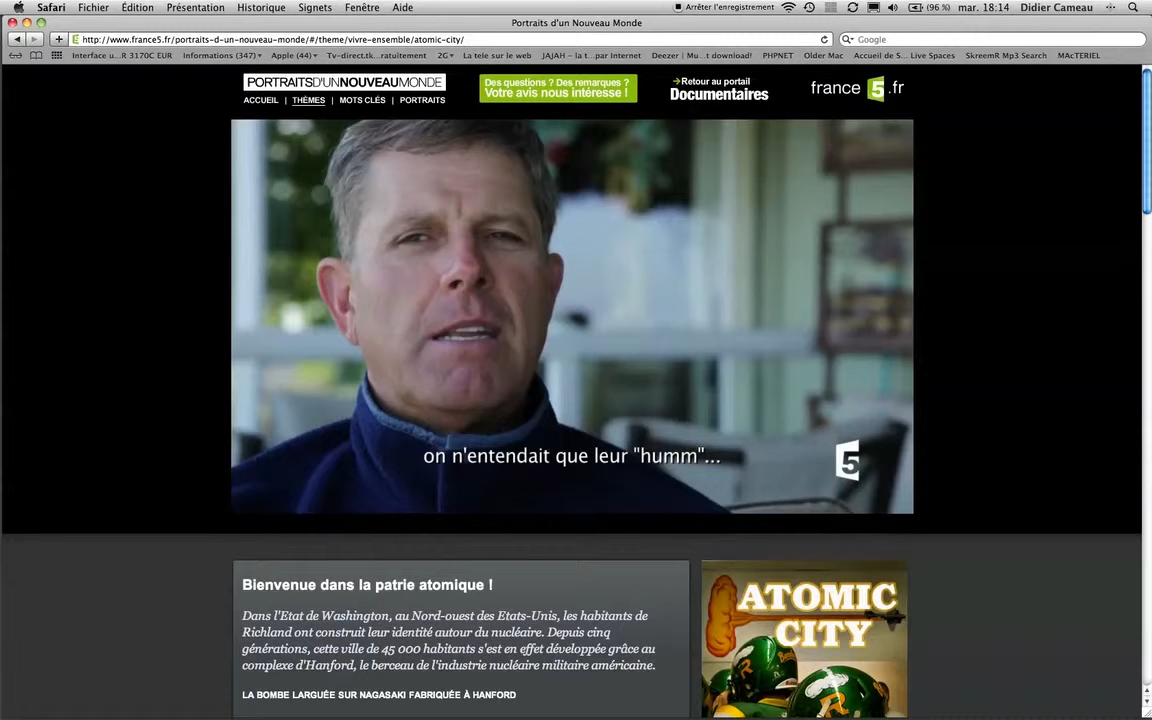 Safari Fichier Édition Présentation Historique Signets Fenêtre Aide Arrêter l'enregistrement (96 %) mar. 18:14 Didier Cameau
Portraits d'un Nouveau Monde
http://www.france5.fr/portraits-d-un-nouveau-monde/#/theme/vivre-ensemble/atomic-city/ Google
Interface u...R 3170C EUR Informations (347) Apple (44) Tv-direct.tk...ratuitement 2G La tele sur le web JAJAH – la t...par Internet Deezer | Mu...t download! PHPNET Older Mac Accueil de S... Live Spaces SkreemR Mp3 Search MAcTERIEL
PORTRAITSD'UNNOUVEAUMONDE
ACCUEIL | THÈMES | MOTS CLÉS | PORTRAITS
Des questions ? Des remarques ?
Votre avis nous intéresse !
Retour au portail
Documentaires
france 5 .fr
on n'entendait que leur "humm"...
5
Bienvenue dans la patrie atomique !
Dans l'Etat de Washington, au Nord-ouest des Etats-Unis, les habitants de
Richland ont construit leur identité autour du nucléaire. Depuis cinq
générations, cette ville de 45 000 habitants s'est en effet développée grâce au
complexe d'Hanford, le berceau de l'industrie nucléaire militaire américaine.
LA BOMBE LARGUÉE SUR NAGASAKI FABRIQUÉE À HANFORD
ATOMIC
CITY
R